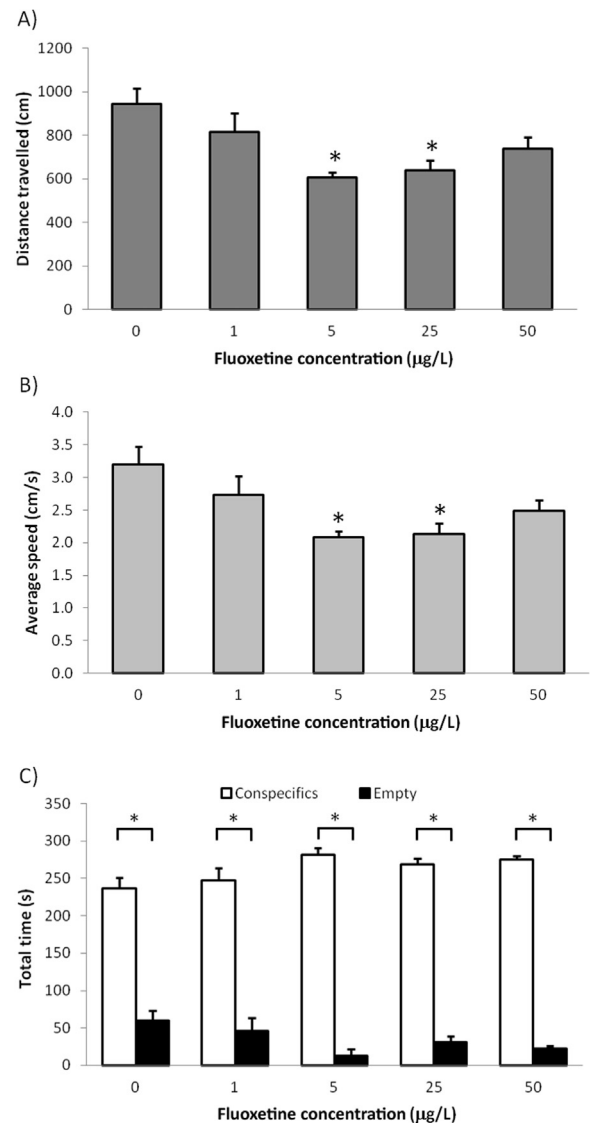 A)
1200
1000
800
600
400
200
0
Distance travelled (cm)
* *
0 1 5 25 50
Fluoxetine concentration (μg/L)
B)
4.0
3.5
3.0
2.5
2.0
1.5
1.0
0.5
0.0
Average speed (cm/s)
* *
0 1 5 25 50
Fluoxetine concentration (μg/L)
C)
Conspecifics Empty
350
300
250
200
150
100
50
0
Total time (s)
* * * * *
0 1 5 25 50
Fluoxetine concentration (μg/L)